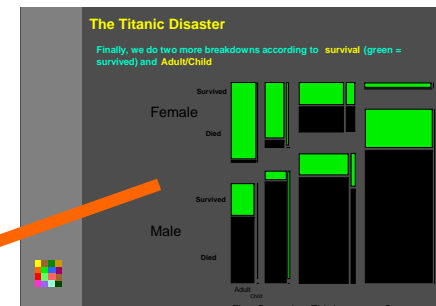 The Titanic Disaster
Finally, we do two more breakdowns according to survival (green =
survived) and Adult/Child
Survived
Female
Died
Survived
Male
Died
Adult
Child